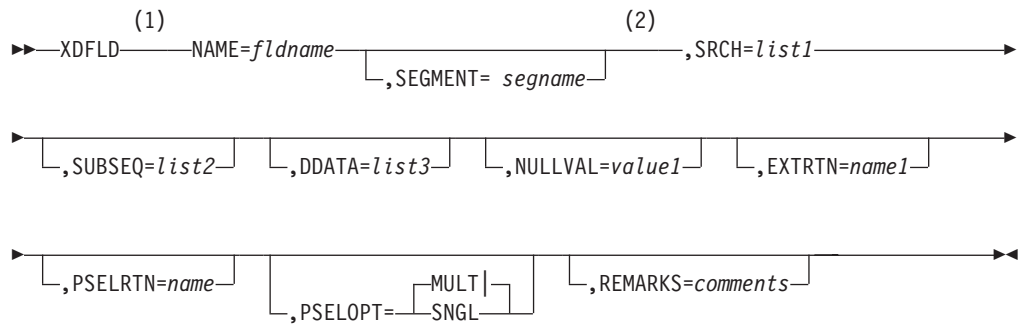 (1) (2)
XDFLD NAME=fldname ,SRCH=list1
,SEGMENT= segname
,SUBSEQ=list2 ,DDATA=list3 ,NULLVAL=value1 ,EXTRTN=name1
,PSELRTN=name MULT| ,REMARKS=comments
,PSELOPT= SNGL